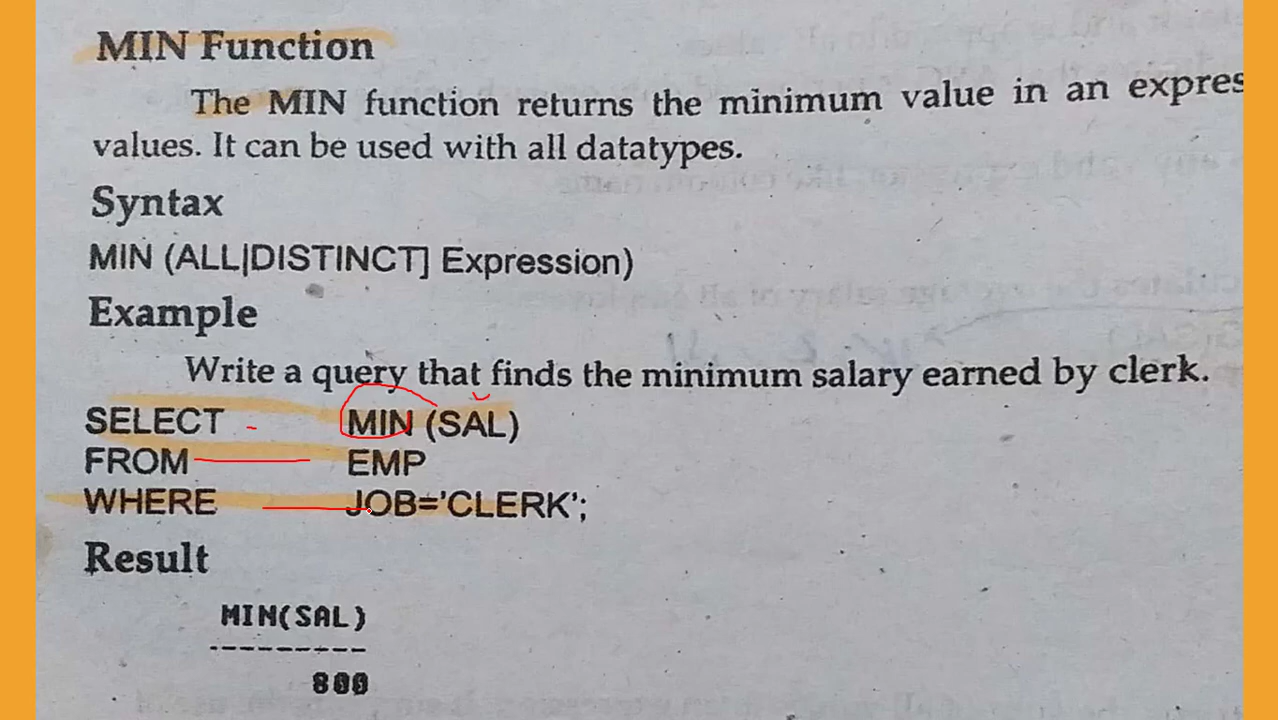 MIN Function
The MIN function returns the minimum value in an expres
values. It can be used with all datatypes.
Syntax
MIN (ALL|DISTINCT] Expression)
Example
Write a query that finds the minimum salary earned by clerk.
SELECT MIN (SAL)
FROM EMP
WHERE JOB='CLERK';
Result
MIN(SAL)
---------
800